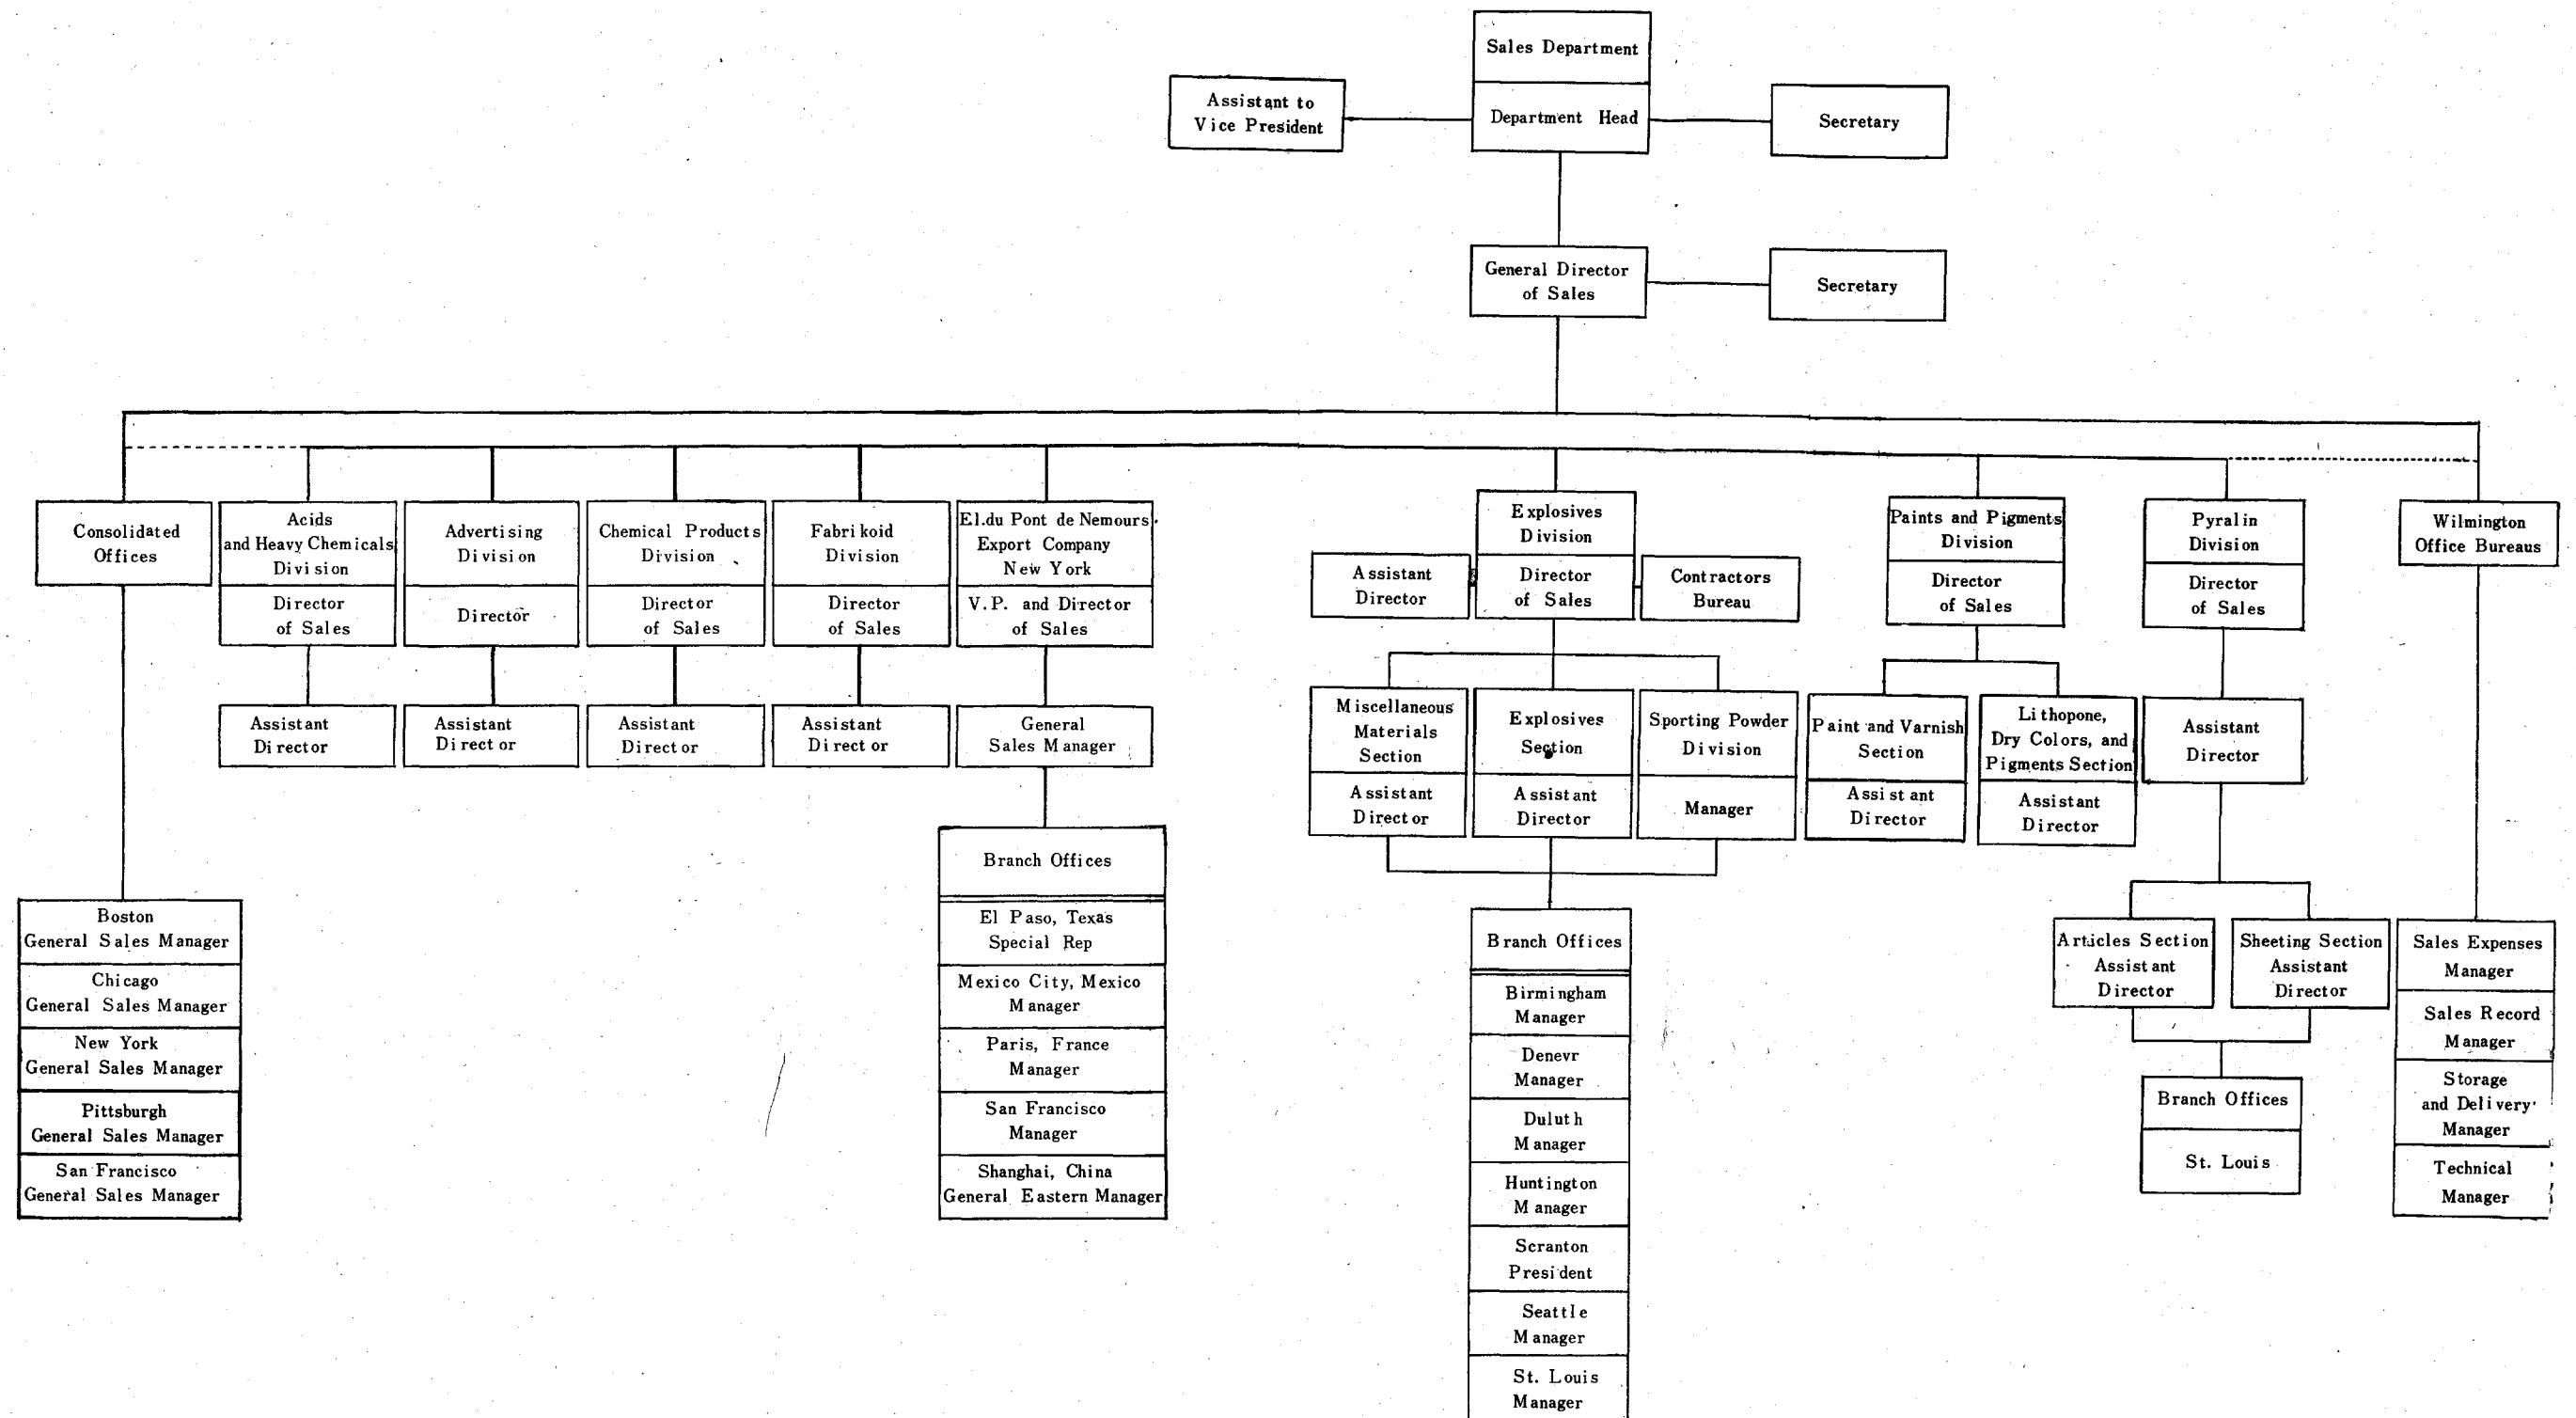 Sales Department
Department Head
Assistant to
Vice President
Secretary
General Director
of Sales
Secretary
Consolidated
Offices
Acids
and Heavy Chemicals
Division
Director
of Sales
Advertising
Division
Director
Chemical Products
Division
Director
of Sales
Fabrikoid
Division
Director
of Sales
El.du Pont de Nemours
Export Company
New York
V.P. and Director
of Sales
Explosives
Division
Director
of Sales
Assistant
Director
Contractors
Bureau
Paints and Pigments
Division
Director
of Sales
Pyralin
Division
Director
of Sales
Wilmington
Office Bureaus
Assistant
Director
Assistant
Director
Assistant
Director
Assistant
Director
General
Sales Manager
Miscellaneous
Materials
Section
Assistant
Director
Explosives
Section
Assistant
Director
Sporting Powder
Division
Manager
Paint and Varnish
Section
Assistant
Director
Lithopone,
Dry Colors, and
Pigments Section
Assistant
Director
Assistant
Director
Boston
General Sales Manager
Chicago
General Sales Manager
New York
General Sales Manager
Pittsburgh
General Sales Manager
San Francisco
General Sales Manager
Branch Offices
El Paso, Texas
Special Rep
Mexico City, Mexico
Manager
Paris, France
Manager
San Francisco
Manager
Shanghai, China
General Eastern Manager
Branch Offices
Birmingham
Manager
Denevr
Manager
Duluth
Manager
Huntington
Manager
Scranton
President
Seattle
Manager
St. Louis
Manager
Articles Section
Assistant
Director
Sheeting Section
Assistant
Director
Branch Offices
St. Louis
Sales Expenses
Manager
Sales Record
Manager
Storage
and Delivery
Manager
Technical
Manager